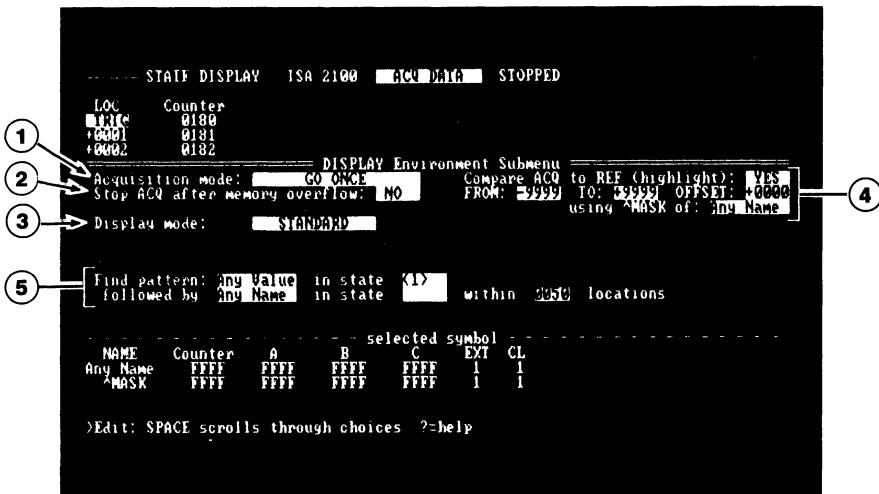 ------ STATE DISPLAY ISA 2100 ACQ DATA STOPPED
LOC Counter
TRIG 0180
+0001 0181
+0002 0182
DISPLAY Environment Submenu
1
Acquisition mode: GO ONCE Compare ACQ to REF (highlight): YES
2
Stop ACQ after memory overflow: NO FROM: -9999 TO: +9999 OFFSET: +0000
using ^MASK of: Any Name
4
3
Display mode: STANDARD
5
Find pattern: Any Value in state <1>
followed by Any Name in state within 0050 locations
selected symbol
NAME Counter A B C EXT CL
Any Name FFFF FFFF FFFF FFFF 1 1
^MASK FFFF FFFF FFFF FFFF 1 1
>Edit: SPACE scrolls through choices ?=help